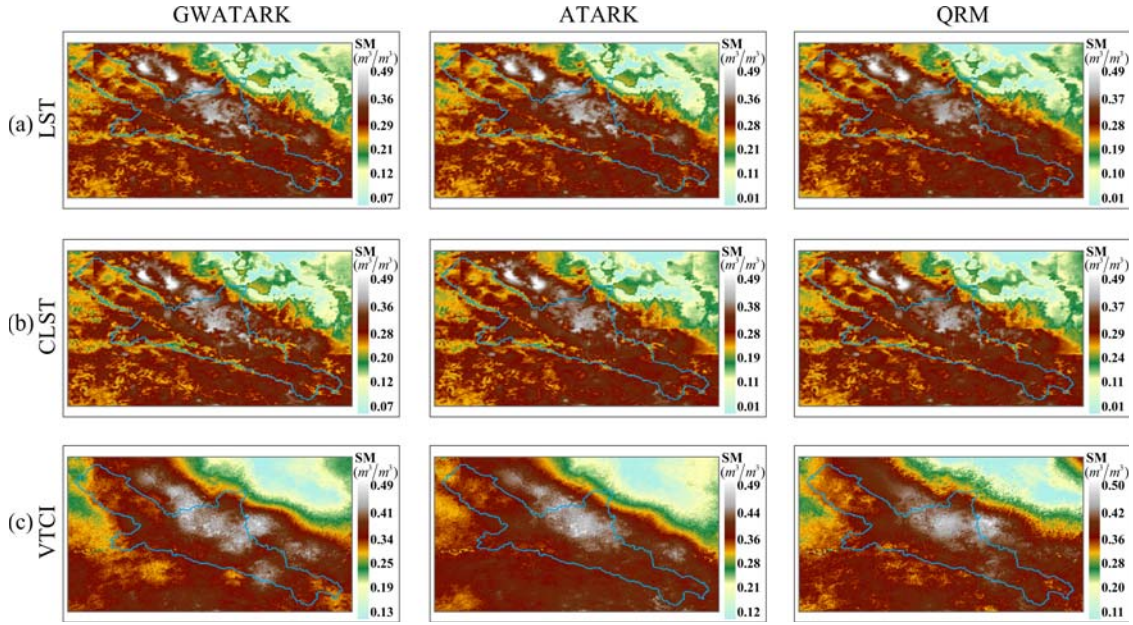 GWATARK ATARK QRM
(a) LST
SM (m³/m³) 0.49 0.36 0.28 0.21 0.12 0.07
SM (m³/m³) 0.49 0.36 0.29 0.21 0.12 0.01
SM (m³/m³) 0.49 0.37 0.28 0.19 0.10 0.01
(b) CLST
SM (m³/m³) 0.49 0.36 0.28 0.20 0.12 0.07
SM (m³/m³) 0.49 0.38 0.28 0.19 0.11 0.01
SM (m³/m³) 0.49 0.37 0.29 0.24 0.11 0.01
(c) VTCI
SM (m³/m³) 0.49 0.41 0.34 0.25 0.19 0.13
SM (m³/m³) 0.49 0.44 0.38 0.28 0.21 0.12
SM (m³/m³) 0.50 0.42 0.44 0.28 0.20 0.11